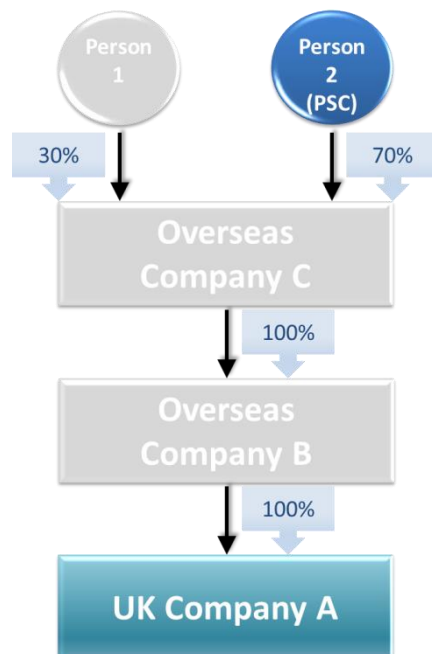 Person
1
Person
2
(PSC)
30%
70%
Overseas
Company C
100%
Overseas
Company B
100%
UK Company A